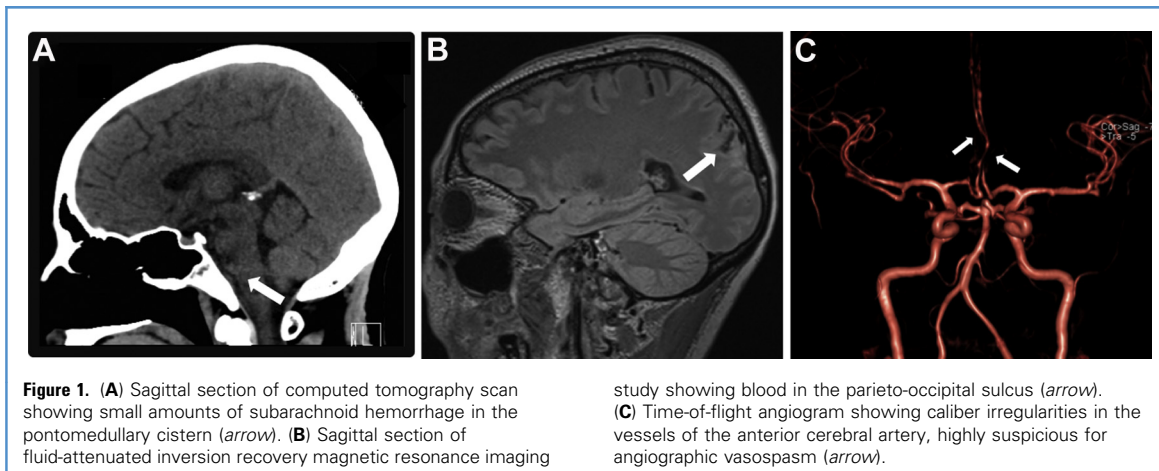 A
B
C
Cor>Sag -7
>Tra -5
Figure 1. (A) Sagittal section of computed tomography scan
showing small amounts of subarachnoid hemorrhage in the
pontomedullary cistern (arrow). (B) Sagittal section of
fluid-attenuated inversion recovery magnetic resonance imaging
study showing blood in the parieto-occipital sulcus (arrow).
(C) Time-of-flight angiogram showing caliber irregularities in the
vessels of the anterior cerebral artery, highly suspicious for
angiographic vasospasm (arrow).